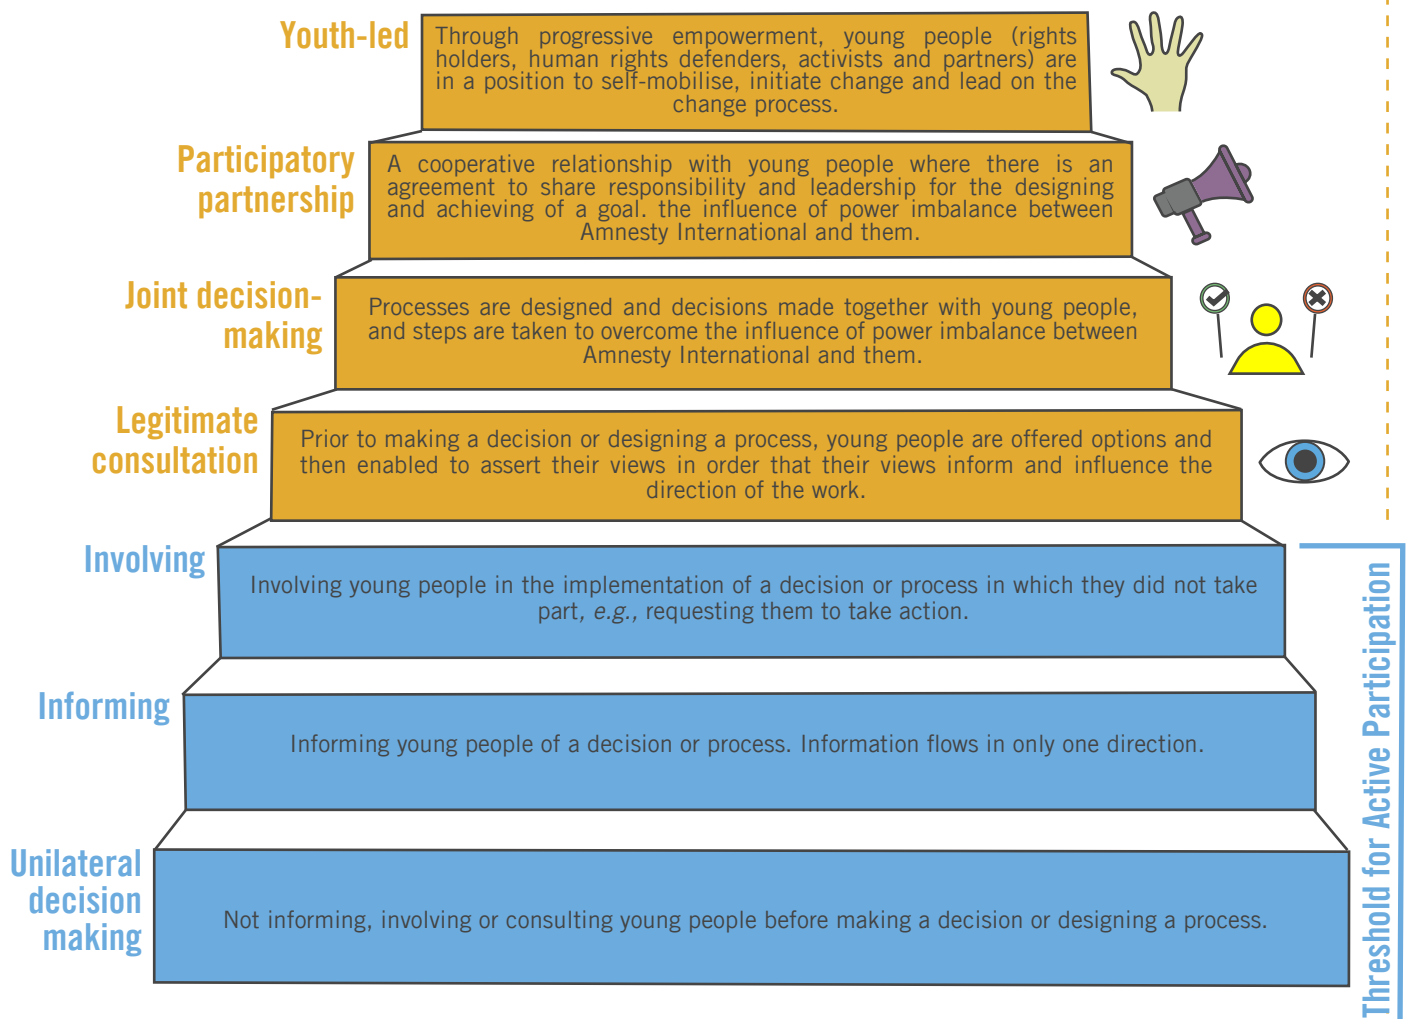 Youth-led
Through progressive empowerment, young people (rights
holders, human rights defenders, activists and partners) are
in a position to self-mobilise, initiate change and lead on the
change process.
Participatory
partnership
A cooperative relationship with young people where there is an
agreement to share responsibility and leadership for the designing
and achieving of a goal. the influence of power imbalance between
Amnesty International and them.
Joint decision-
making
Processes are designed and decisions made together with young people,
and steps are taken to overcome the influence of power imbalance between
Amnesty International and them.
Legitimate
consultation
Prior to making a decision or designing a process, young people are offered options and
then enabled to assert their views in order that their views inform and influence the
direction of the work.
Involving
Involving young people in the implementation of a decision or process in which they did not take
part, e.g., requesting them to take action.
Informing
Informing young people of a decision or process. Information flows in only one direction.
Unilateral
decision
making
Not informing, involving or consulting young people before making a decision or designing a process.
Threshold for Active Participation